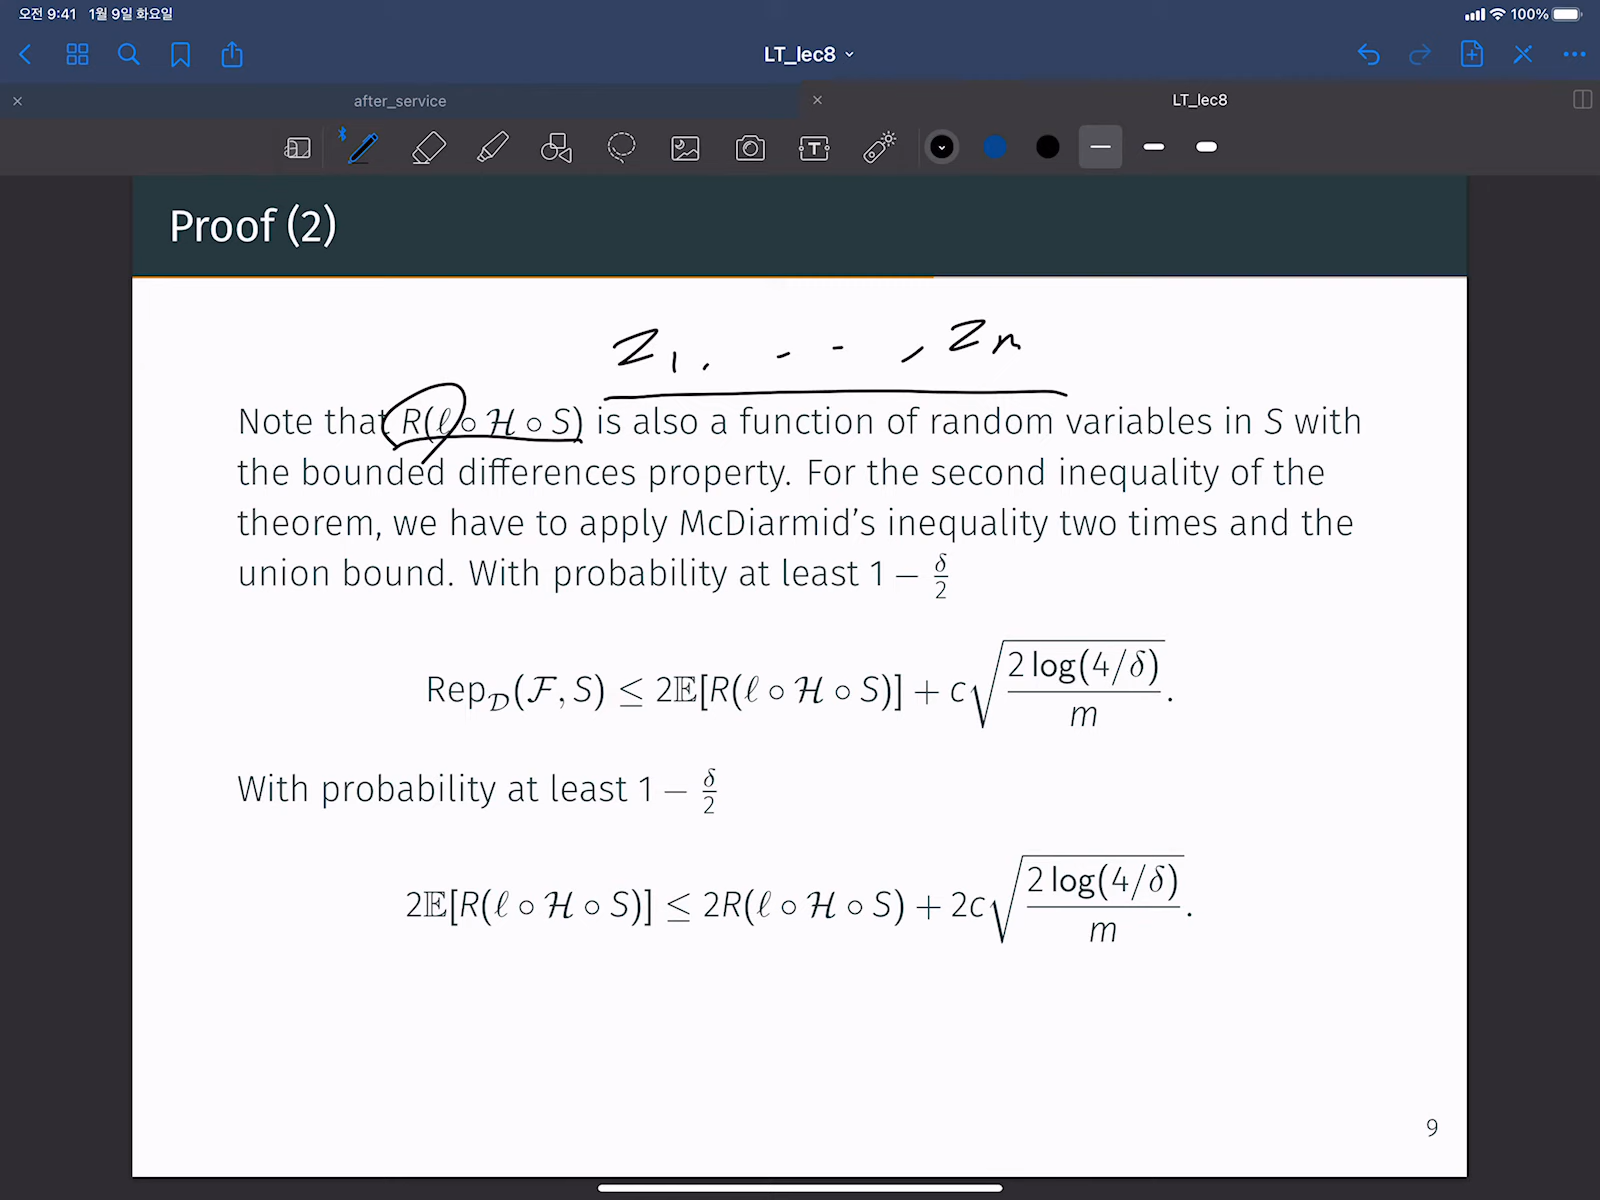 오전 9:41 1월 9일 화요일 100%
LT_lec8
after_service LT_lec8
Proof (2)
z₁, - - , zₘ
Note that R(ℓ ∘ ℋ ∘ S) is also a function of random variables in S with
the bounded differences property. For the second inequality of the
theorem, we have to apply McDiarmid’s inequality two times and the
union bound. With probability at least 1 − δ/2
Rep_𝒟(ℱ, S) ≤ 2𝔼[R(ℓ ∘ ℋ ∘ S)] + c√(2 log(4/δ)/m).
With probability at least 1 − δ/2
2𝔼[R(ℓ ∘ ℋ ∘ S)] ≤ 2R(ℓ ∘ ℋ ∘ S) + 2c√(2 log(4/δ)/m).
9